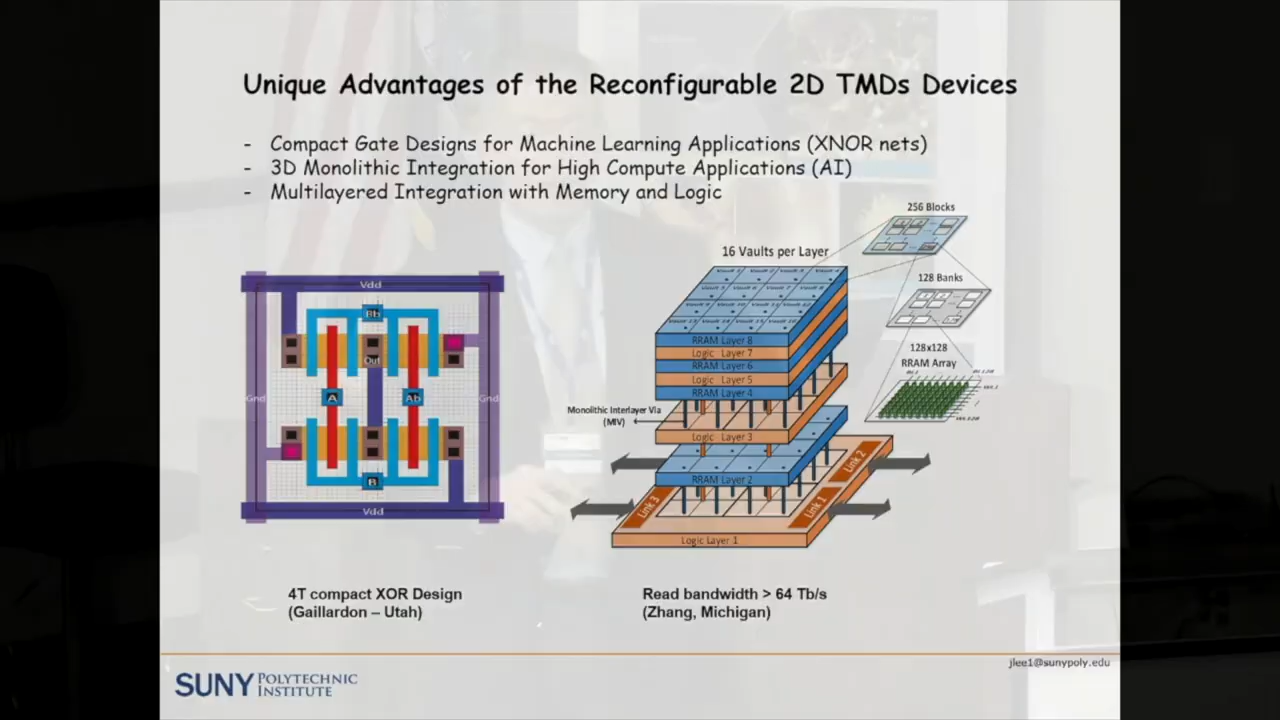 Unique Advantages of the Reconfigurable 2D TMDs Devices
- Compact Gate Designs for Machine Learning Applications (XNOR nets)
- 3D Monolithic Integration for High Compute Applications (AI)
- Multilayered Integration with Memory and Logic
256 Blocks
16 Vaults per Layer
128 Banks
128x128
RRAM Array
Vdd
Bb
Out
Gnd
A
Ab
Gnd
B
Vdd
RRAM Layer 8
Logic Layer 7
RRAM Layer 6
Logic Layer 5
RRAM Layer 4
Monolithic Interlayer Via
(MIV)
Logic Layer 3
RRAM Layer 2
Link 2
Link 3
Link 1
Logic Layer 1
4T compact XOR Design
(Gaillardon – Utah)
Read bandwidth > 64 Tb/s
(Zhang, Michigan)
jlee1@sunypoly.edu
SUNY POLYTECHNIC
INSTITUTE